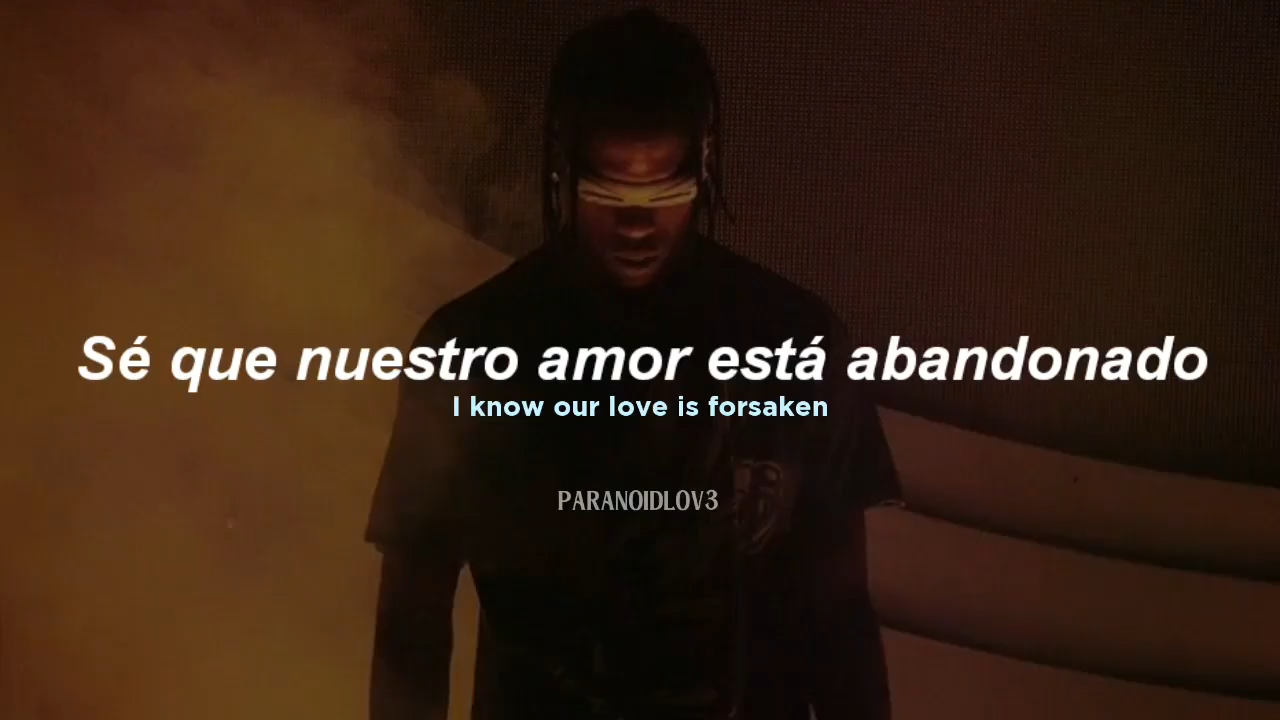 Sé que nuestro amor está abandonado
I know our love is forsaken
PARANOIDLOV3